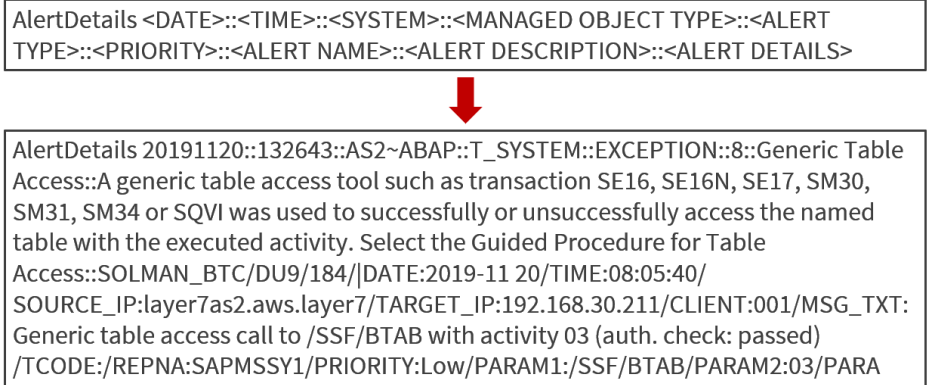 AlertDetails <DATE>::<TIME>::<SYSTEM>::<MANAGED OBJECT TYPE>::<ALERT
TYPE>::<PRIORITY>::<ALERT NAME>::<ALERT DESCRIPTION>::<ALERT DETAILS>
AlertDetails 20191120::132643::AS2~ABAP::T_SYSTEM::EXCEPTION::8::Generic Table
Access::A generic table access tool such as transaction SE16, SE16N, SE17, SM30,
SM31, SM34 or SQVI was used to successfully or unsuccessfully access the named
table with the executed activity. Select the Guided Procedure for Table
Access::SOLMAN_BTC/DU9/184/|DATE:2019-11 20/TIME:08:05:40/
SOURCE_IP:layer7as2.aws.layer7/TARGET_IP:192.168.30.211/CLIENT:001/MSG_TXT:
Generic table access call to /SSF/BTAB with activity 03 (auth. check: passed)
/TCODE:/REPNA:SAPMSSY1/PRIORITY:Low/PARAM1:/SSF/BTAB/PARAM2:03/PARA